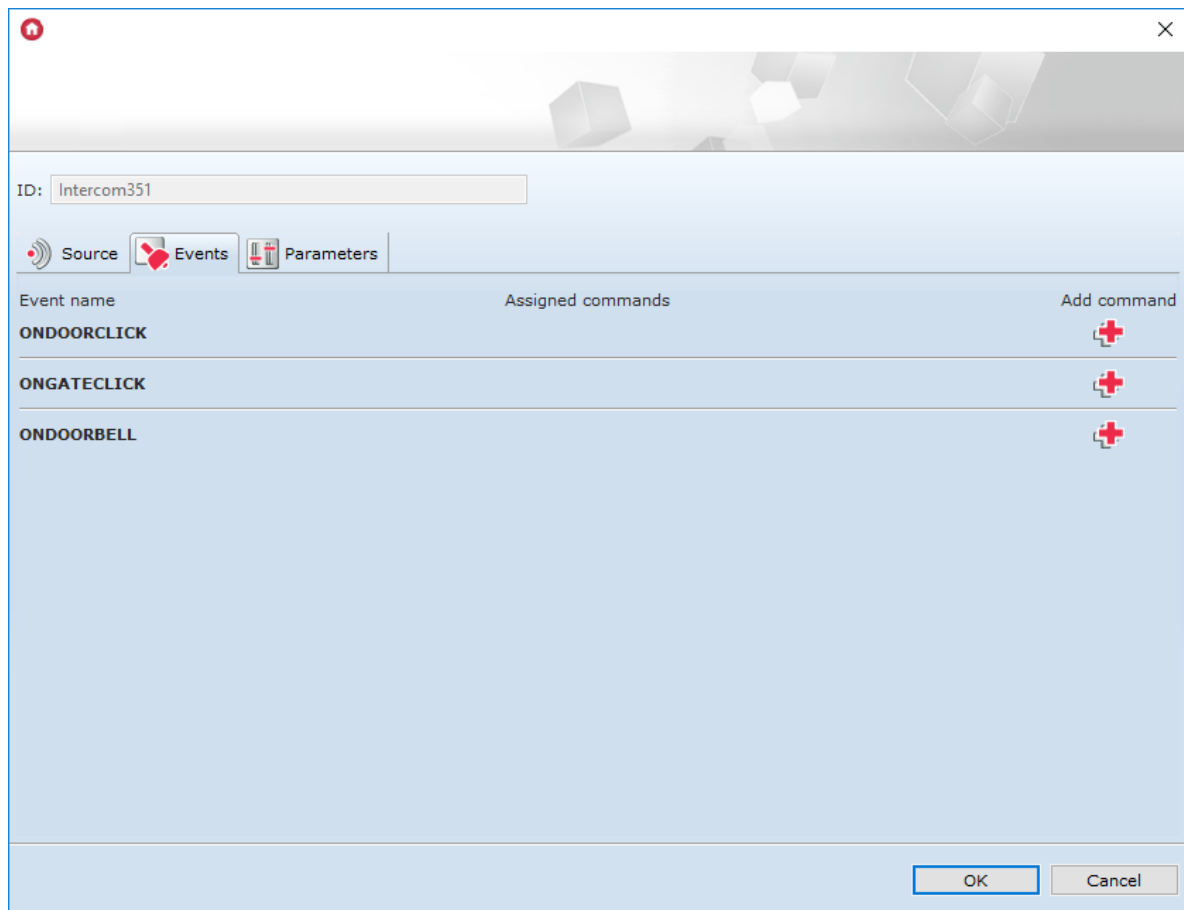 ID: Intercom351
Source Events Parameters
Event name Assigned commands Add command
ONDOORCLICK
ONGATECLICK
ONDOORBELL
OK Cancel